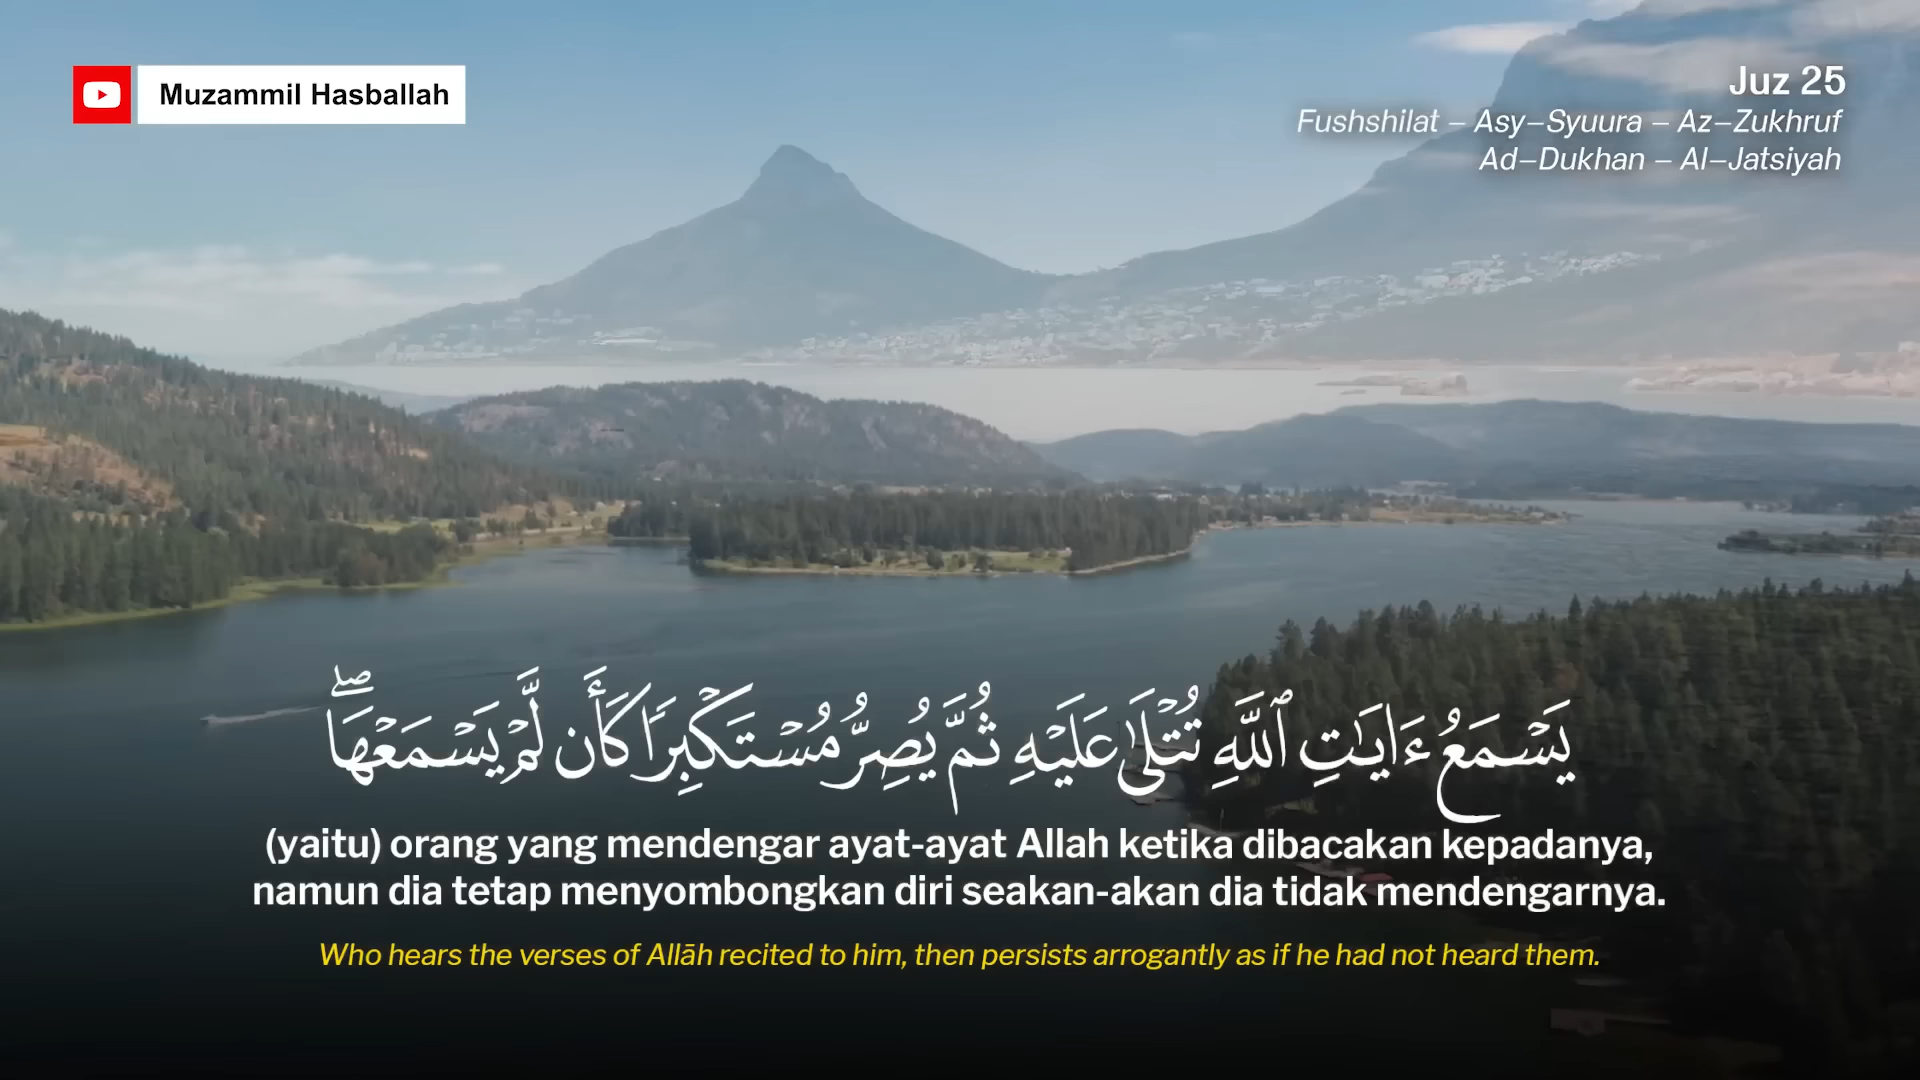 Muzammil Hasballah
Juz 25
Fushshilat – Asy–Syuura – Az–Zukhruf
Ad–Dukhan – Al–Jatsiyah
يَسْمَعُ ءَايَـٰتِ ٱللَّهِ تُتْلَىٰ عَلَيْهِ ثُمَّ يُصِرُّ مُسْتَكْبِرًا كَأَن لَّمْ يَسْمَعْهَا ۖ
(yaitu) orang yang mendengar ayat-ayat Allah ketika dibacakan kepadanya,
namun dia tetap menyombongkan diri seakan-akan dia tidak mendengarnya.
Who hears the verses of Allāh recited to him, then persists arrogantly as if he had not heard them.